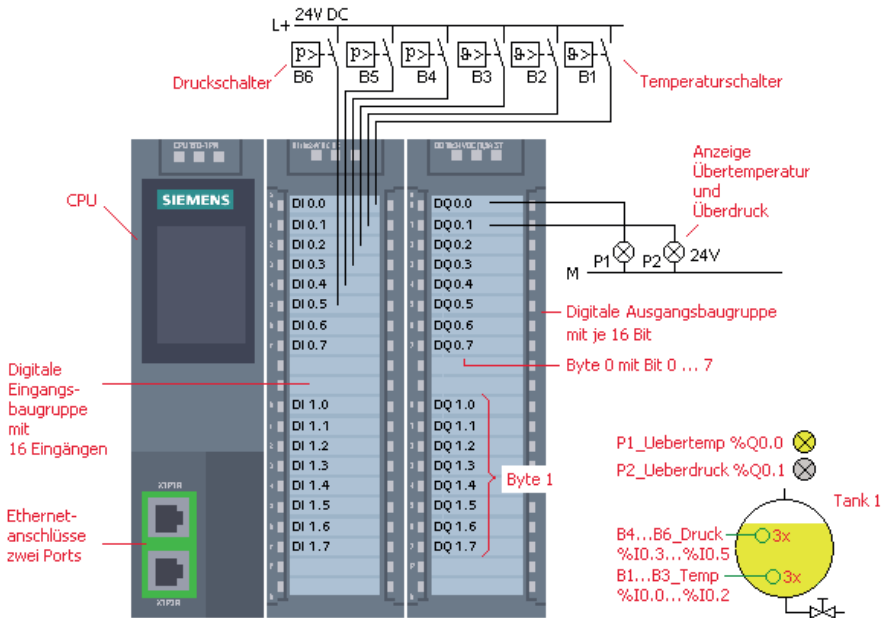 24V DC
L+
p> p> p> ϑ> ϑ> ϑ>
B6 B5 B4 B3 B2 B1
Druckschalter
Temperaturschalter
Anzeige
Übertemperatur
und
Überdruck
CPU
SIEMENS
DI 0.0
DI 0.1
DI 0.2
DI 0.3
DI 0.4
DI 0.5
DI 0.6
DI 0.7
DI 1.0
DI 1.1
DI 1.2
DI 1.3
DI 1.4
DI 1.5
DI 1.6
DI 1.7
DQ 0.0
DQ 0.1
DQ 0.2
DQ 0.3
DQ 0.4
DQ 0.5
DQ 0.6
DQ 0.7
DQ 1.0
DQ 1.1
DQ 1.2
DQ 1.3
DQ 1.4
DQ 1.5
DQ 1.6
DQ 1.7
P1 P2 24V
M
Digitale Ausgangsbaugruppe
mit je 16 Bit
Byte 0 mit Bit 0 ... 7
Digitale
Eingangs-
baugruppe
mit
16 Eingängen
Byte 1
Ethernet-
anschlüsse
zwei Ports
X1P1R
X1P2R
P1_Uebertemp %Q0.0
P2_Ueberdruck %Q0.1
Tank 1
B4...B6_Druck
%I0.3...%I0.5
3x
B1...B3_Temp
%I0.0...%I0.2
3x